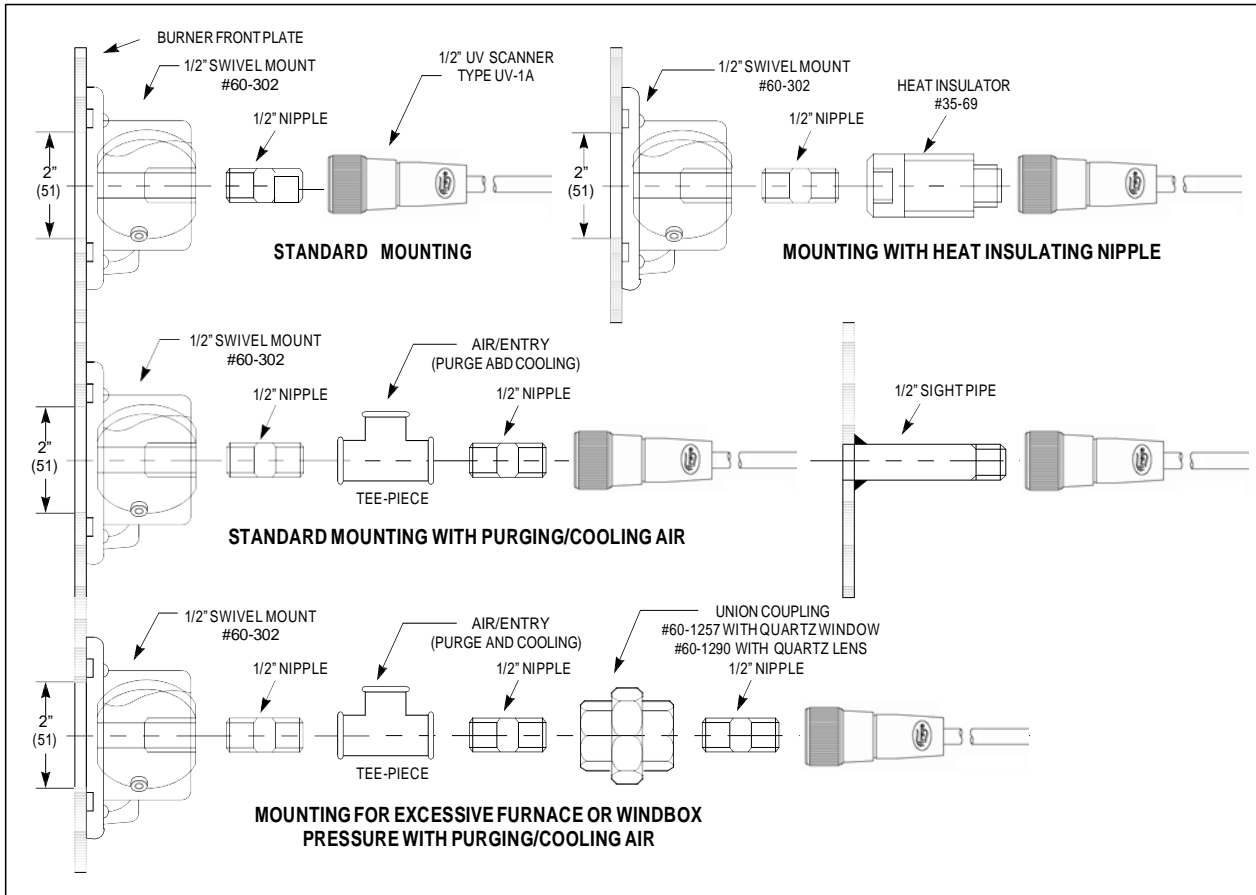 BURNER FRONT PLATE
1/2" SWIVEL MOUNT
#60-302
1/2" NIPPLE
1/2" UV SCANNER
TYPE UV-1A
2"
(51)
STANDARD MOUNTING
1/2" SWIVEL MOUNT
#60-302
1/2" NIPPLE
HEAT INSULATOR
#35-69
2"
(51)
MOUNTING WITH HEAT INSULATING NIPPLE
1/2" SWIVEL MOUNT
#60-302
1/2" NIPPLE
AIR/ENTRY
(PURGE ABD COOLING)
1/2" NIPPLE
2"
(51)
TEE-PIECE
STANDARD MOUNTING WITH PURGING/COOLING AIR
1/2" SIGHT PIPE
1/2" SWIVEL MOUNT
#60-302
1/2" NIPPLE
AIR/ENTRY
(PURGE AND COOLING)
1/2" NIPPLE
UNION COUPLING
#60-1257 WITH QUARTZ WINDOW
#60-1290 WITH QUARTZ LENS
1/2" NIPPLE
2"
(51)
TEE-PIECE
MOUNTING FOR EXCESSIVE FURNACE OR WINDBOX
PRESSURE WITH PURGING/COOLING AIR